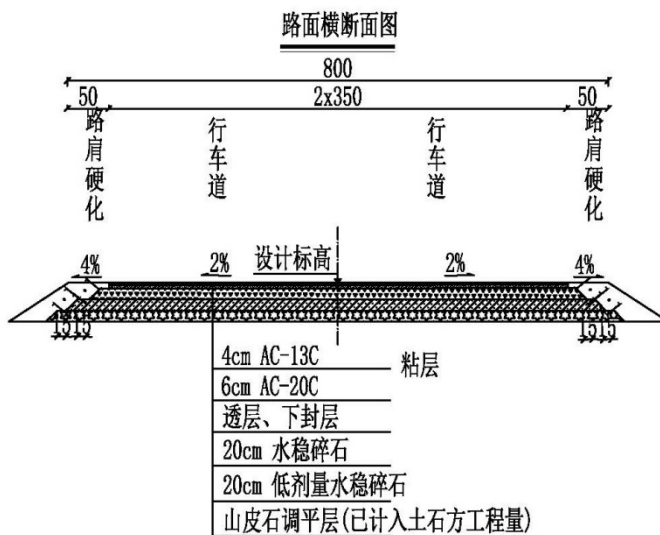 路面横断面图
800
50 2x350 50
路肩硬化 行车道 行车道 路肩硬化
4% 2% 设计标高 2% 4%
1515 1515
4cm AC-13C 粘层
6cm AC-20C
透层、下封层
20cm 水稳碎石
20cm 低剂量水稳碎石
山皮石调平层(已计入土石方工程量)